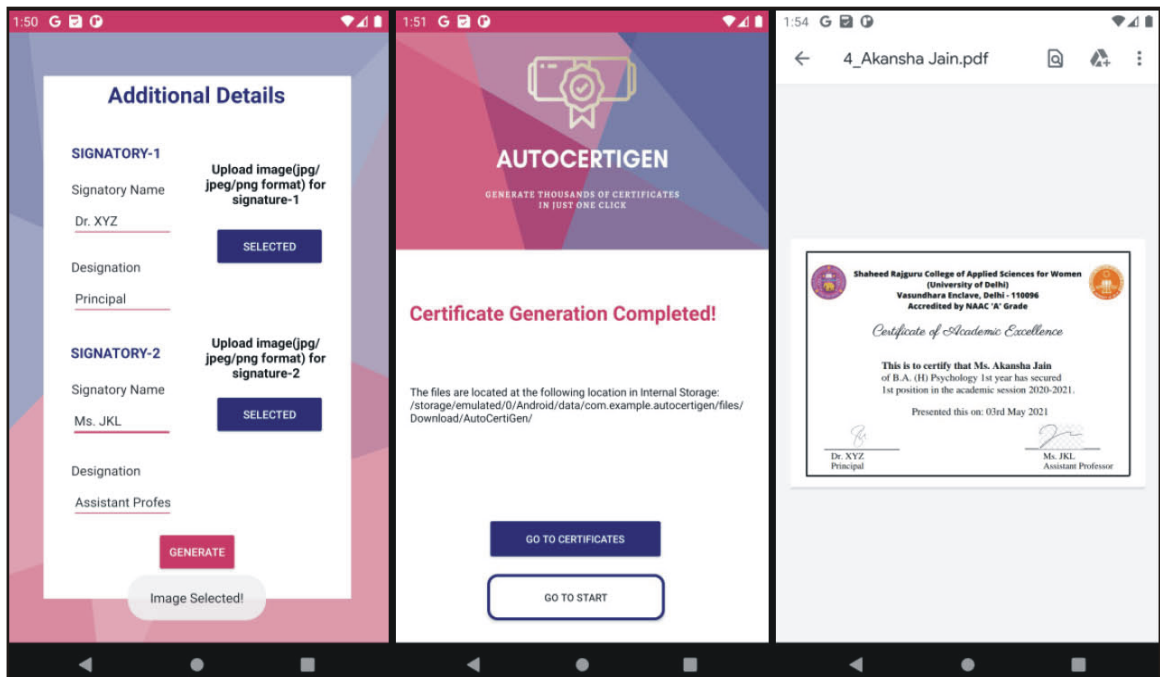 1:50
Additional Details
SIGNATORY-1
Signatory Name
Dr. XYZ
Designation
Principal
Upload image(jpg/
jpeg/png format) for
signature-1
SELECTED
SIGNATORY-2
Signatory Name
Ms. JKL
Designation
Assistant Profes
Upload image(jpg/
jpeg/png format) for
signature-2
SELECTED
GENERATE
Image Selected!
1:51
AUTOCERTIGEN
GENERATE THOUSANDS OF CERTIFICATES
IN JUST ONE CLICK
Certificate Generation Completed!
The files are located at the following location in Internal Storage:
/storage/emulated/0/Android/data/com.example.autocertigen/files/
Download/AutoCertiGen/
GO TO CERTIFICATES
GO TO START
1:54
4_Akansha Jain.pdf
Shaheed Rajguru College of Applied Sciences for Women
(University of Delhi)
Vasundhara Enclave, Delhi - 110096
Accredited by NAAC 'A' Grade
Certificate of Academic Excellence
This is to certify that Ms. Akansha Jain
of B.A. (H) Psychology 1st year has secured
1st position in the academic session 2020-2021.
Presented this on: 03rd May 2021
Dr. XYZ
Principal
Ms. JKL
Assistant Professor